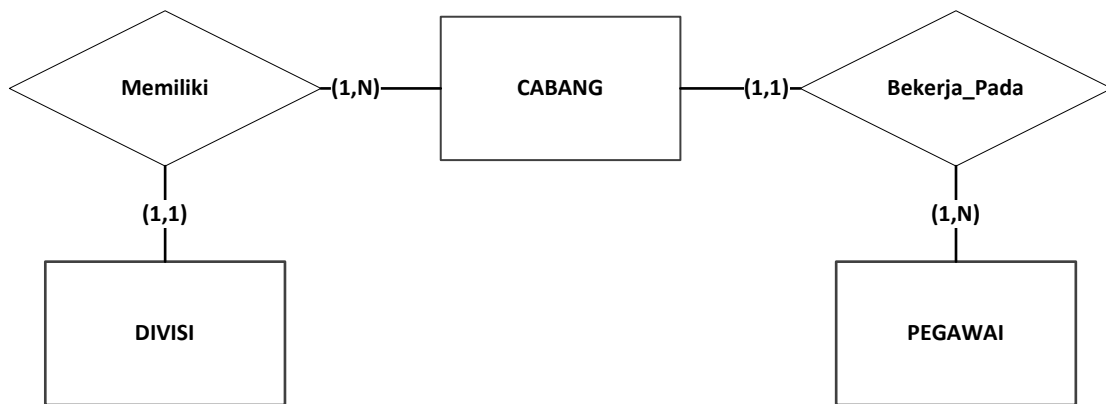 Memiliki
(1,N)
CABANG
(1,1)
Bekerja_Pada
(1,1)
(1,N)
DIVISI
PEGAWAI